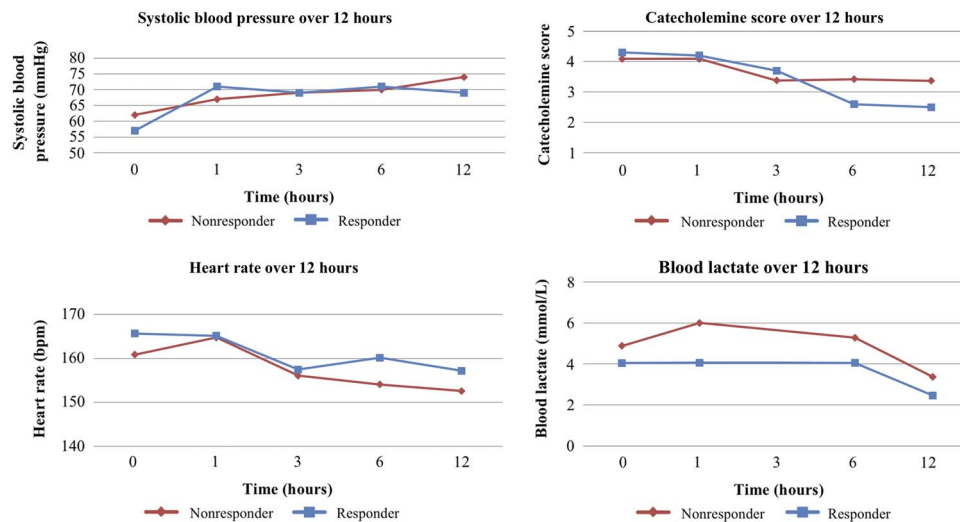 Systolic blood pressure over 12 hours
Systolic blood
pressure (mmHg)
80
75
70
65
60
55
50
0 1 3 6 12
Time (hours)
Nonresponder Responder
Catecholemine score over 12 hours
Catecholemine score
5
4
3
2
1
0 1 3 6 12
Time (hours)
Nonresponder Responder
Heart rate over 12 hours
Heart rate (bpm)
170
160
150
140
0 1 3 6 12
Time (hours)
Nonresponder Responder
Blood lactate over 12 hours
Blood lactate (mmol/L)
8
6
4
2
0
0 1 3 6 12
Time (hours)
Nonresponder Responder